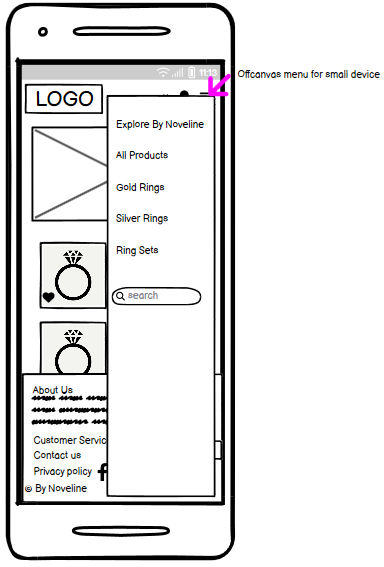 11:13
Offcanvas menu for small device
LOGO
Explore By Noveline
All Products
Gold Rings
Silver Rings
Ring Sets
search
About Us
Customer Servic
Contact us
Privacy policy
© By Noveline